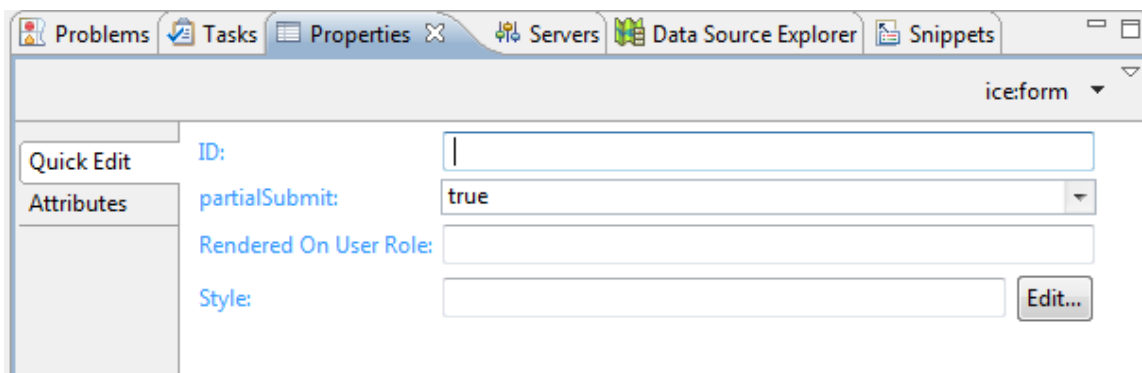 Problems Tasks Properties Servers Data Source Explorer Snippets
ice:form
Quick Edit
Attributes
ID:
partialSubmit: true
Rendered On User Role:
Style: Edit...